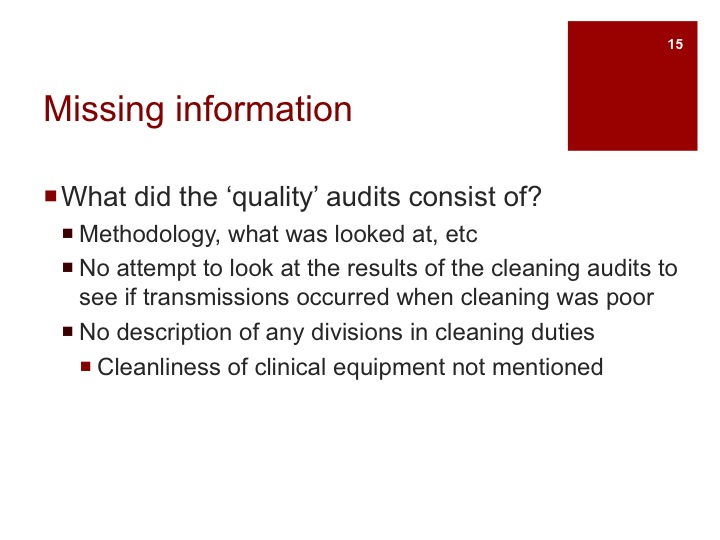 15
Missing information
What did the ‘quality’ audits consist of?
Methodology, what was looked at, etc
No attempt to look at the results of the cleaning audits to
see if transmissions occurred when cleaning was poor
No description of any divisions in cleaning duties
Cleanliness of clinical equipment not mentioned